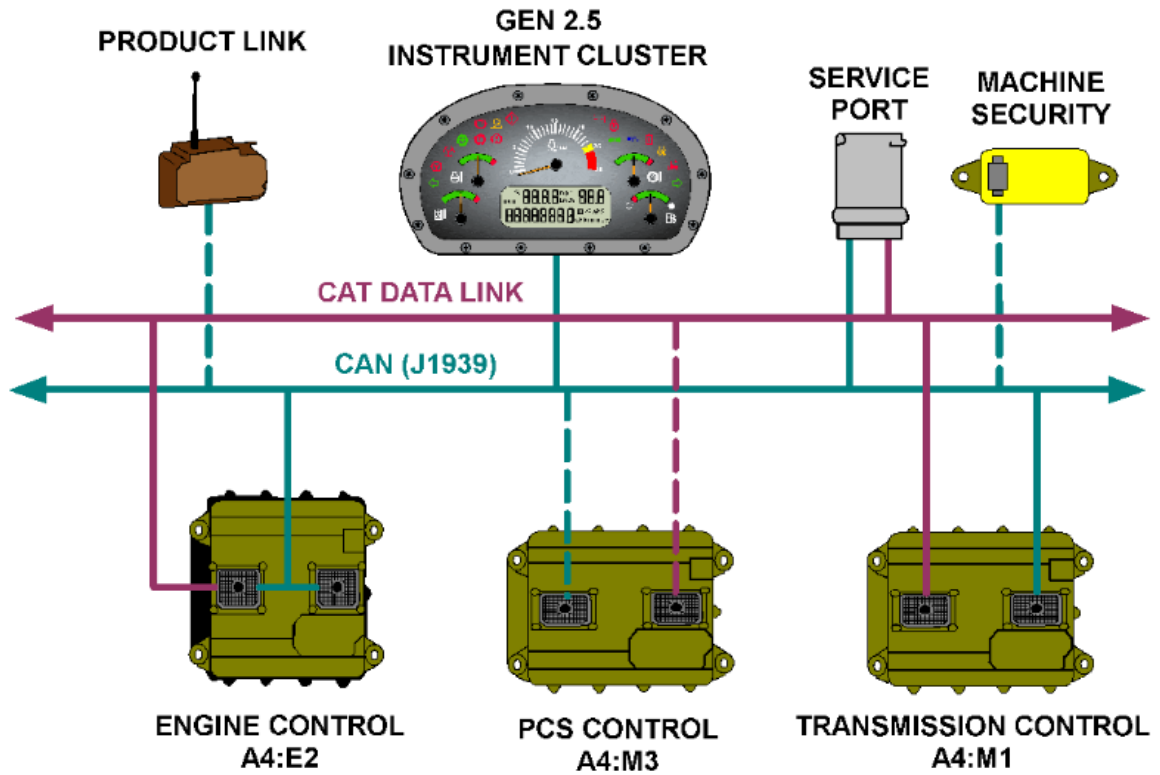 PRODUCT LINK
GEN 2.5
INSTRUMENT CLUSTER
SERVICE
PORT
MACHINE
SECURITY
CAT DATA LINK
CAN (J1939)
ENGINE CONTROL
A4:E2
PCS CONTROL
A4:M3
TRANSMISSION CONTROL
A4:M1